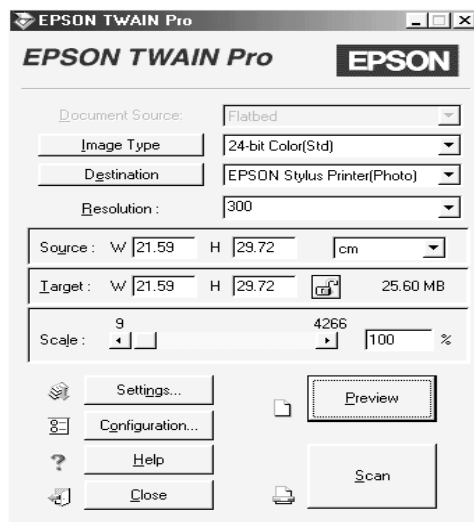 EPSON TWAIN Pro
EPSON TWAIN Pro EPSON
Document Source: Flatbed
Image Type 24-bit Color(Std)
Destination EPSON Stylus Printer(Photo)
Resolution : 300
Source : W 21.59 H 29.72 cm
Target : W 21.59 H 29.72 25.60 MB
9 4266
Scale : 100 %
Settings...
Preview
Configuration...
Help
Scan
Close